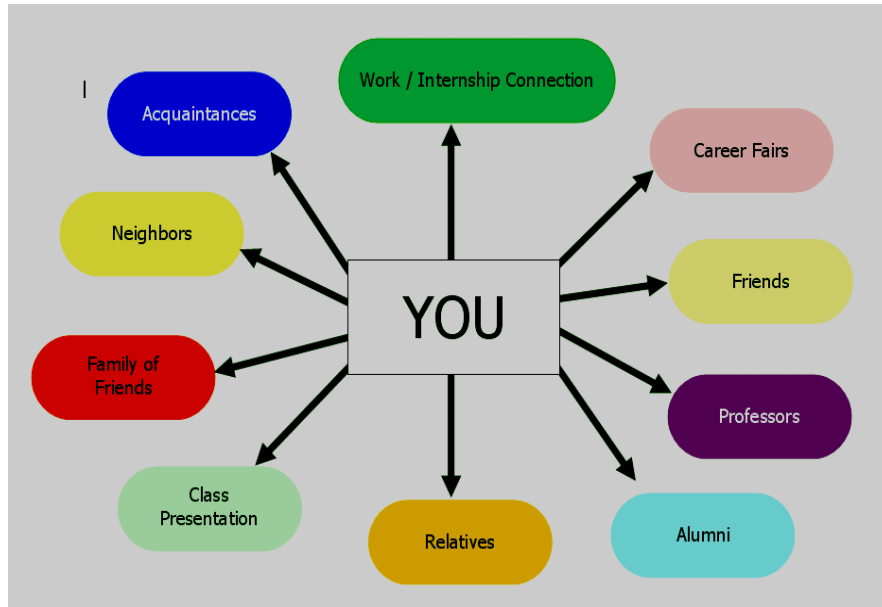 Work / Internship Connection
l
Acquaintances
Career Fairs
Neighbors
Friends
YOU
Family of
Friends
Professors
Class
Presentation
Relatives
Alumni